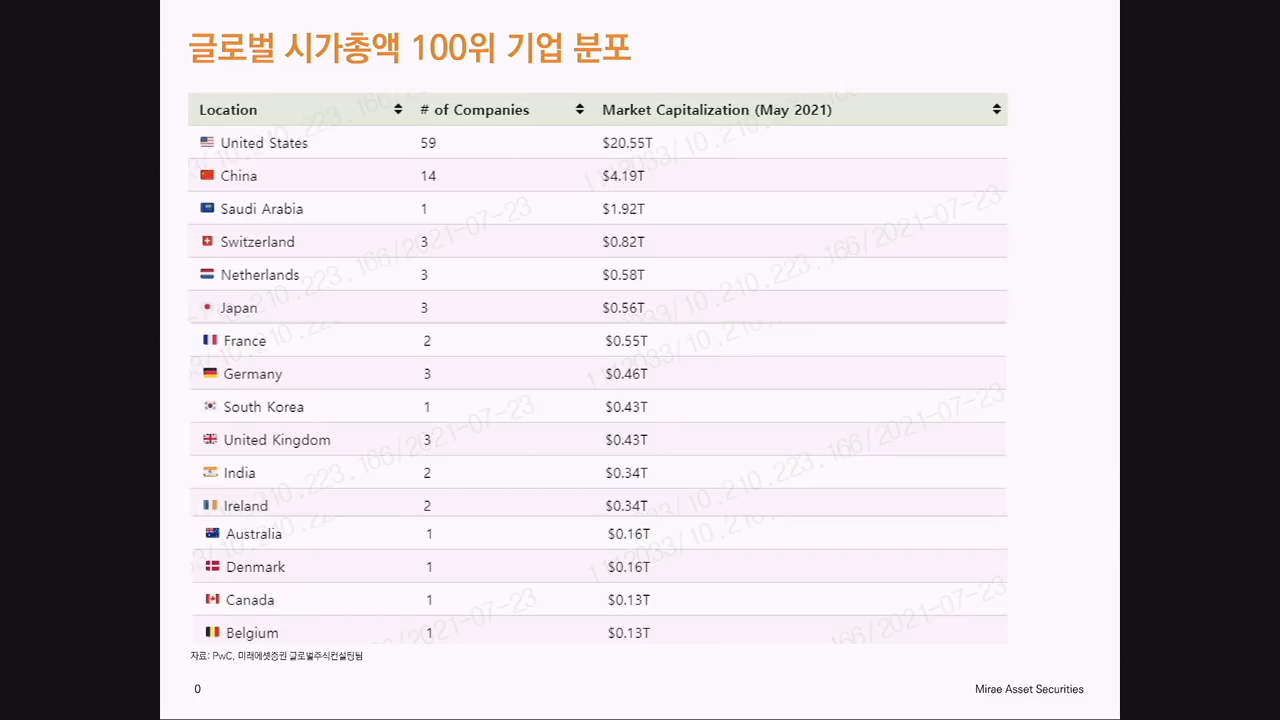 글로벌 시가총액 100위 기업 분포
Location # of Companies Market Capitalization (May 2021)
United States 59 $20.55T
China 14 $4.19T
Saudi Arabia 1 $1.92T
Switzerland 3 $0.82T
Netherlands 3 $0.58T
Japan 3 $0.56T
France 2 $0.55T
Germany 3 $0.46T
South Korea 1 $0.43T
United Kingdom 3 $0.43T
India 2 $0.34T
Ireland 2 $0.34T
Australia 1 $0.16T
Denmark 1 $0.16T
Canada 1 $0.13T
Belgium 1 $0.13T
자료: PwC, 미래에셋증권 글로벌주식컨설팅팀
0 Mirae Asset Securities